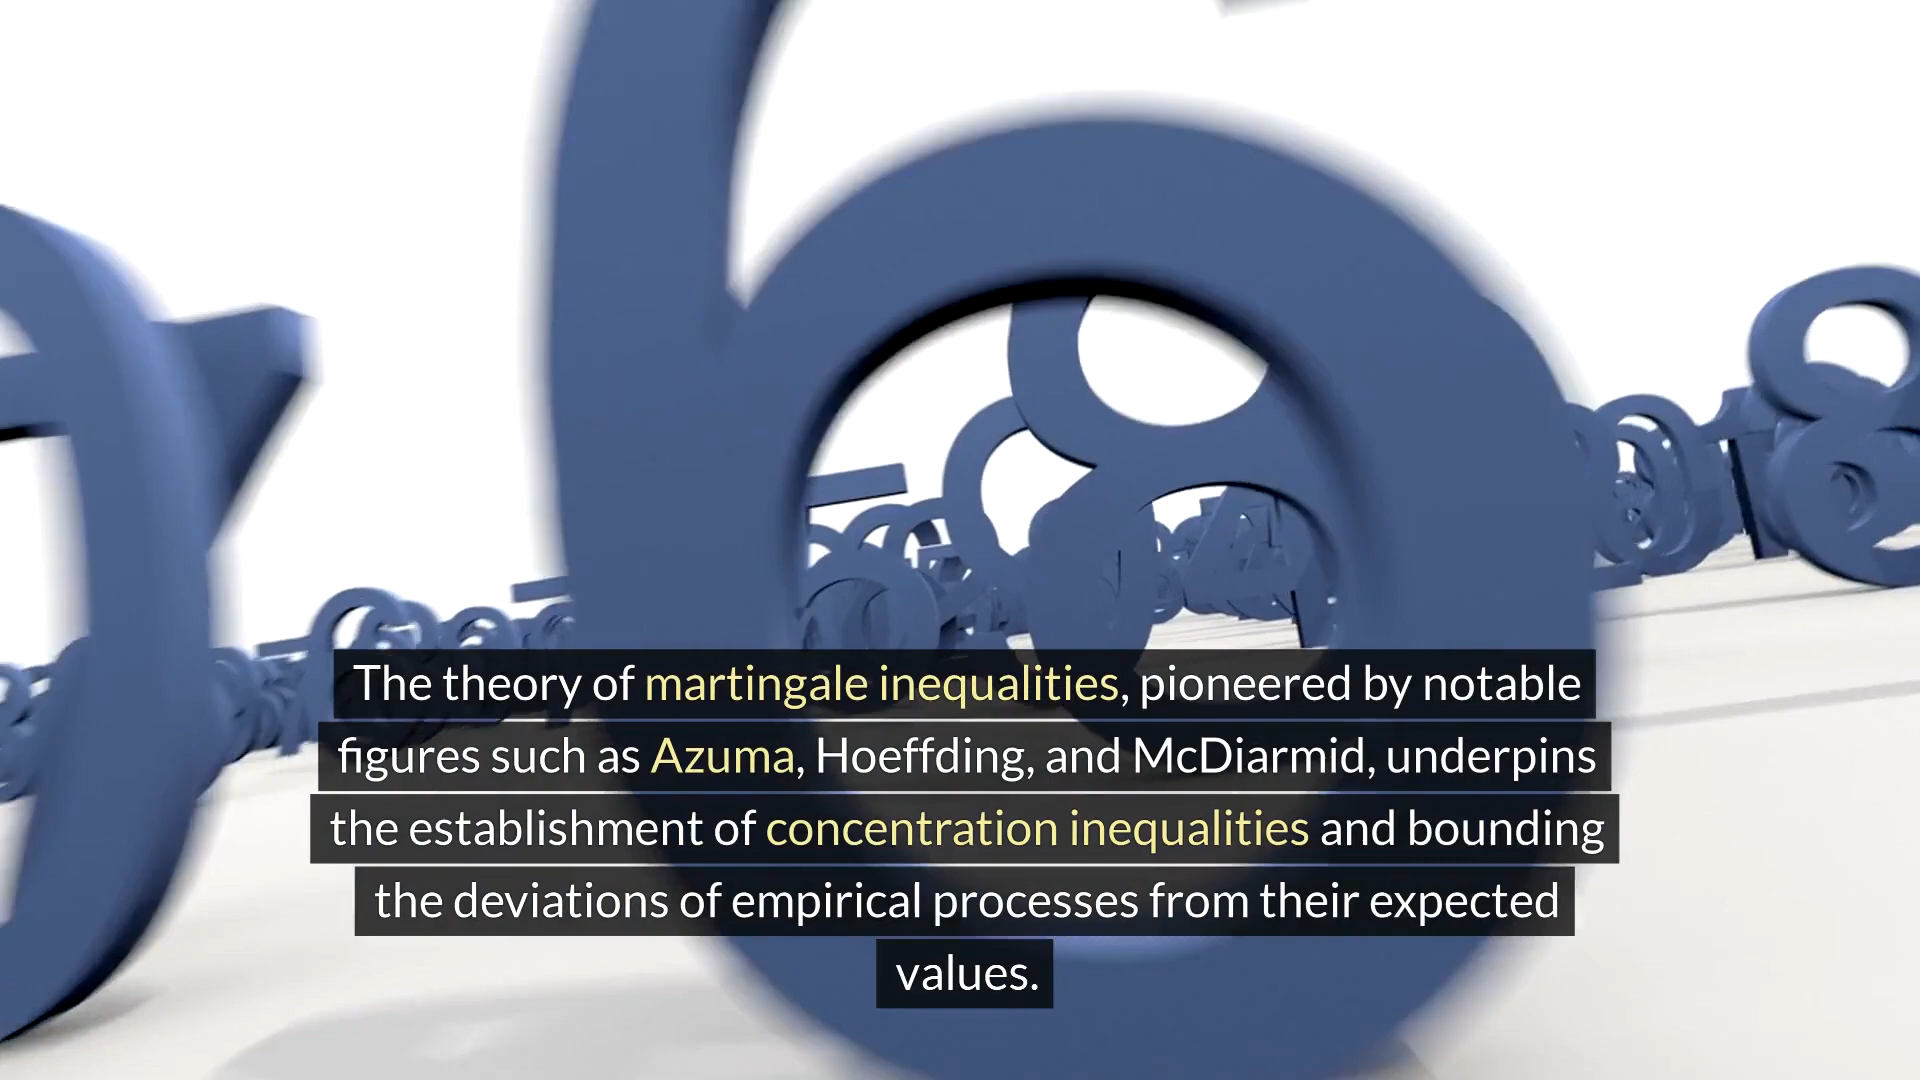 The theory of martingale inequalities, pioneered by notable
figures such as Azuma, Hoeffding, and McDiarmid, underpins
the establishment of concentration inequalities and bounding
the deviations of empirical processes from their expected
values.